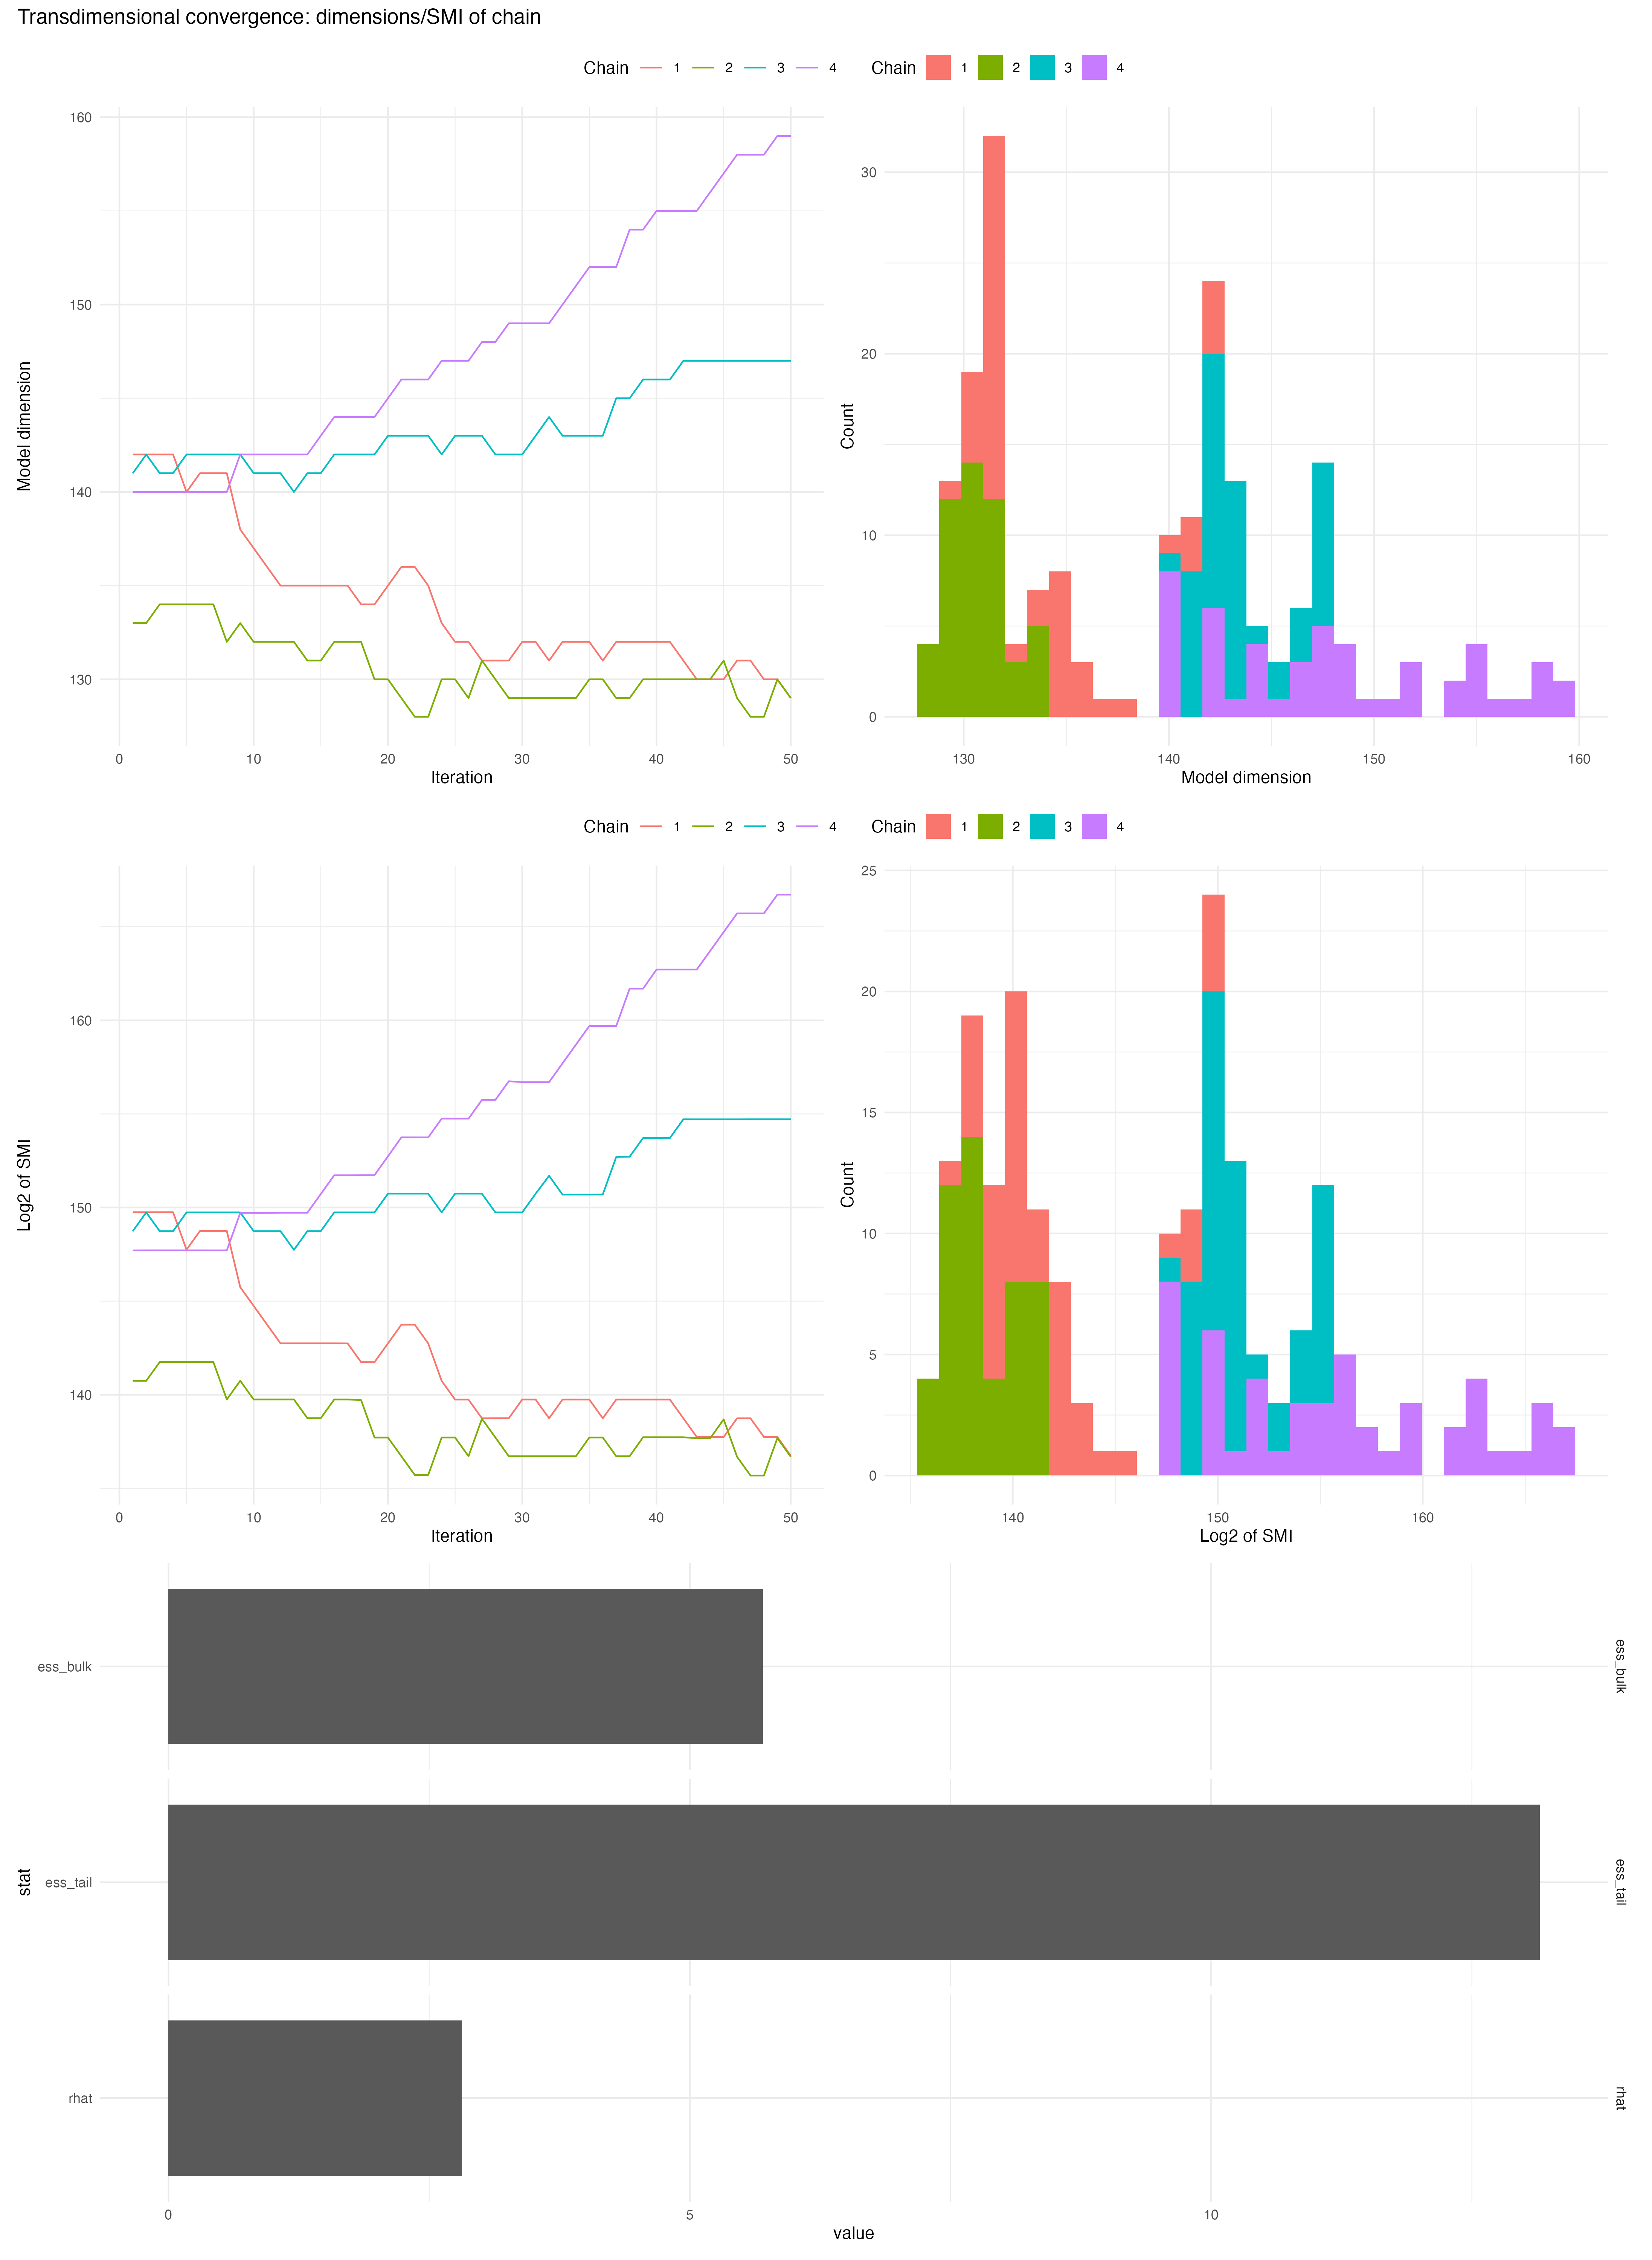 Transdimensional convergence: dimensions/SMI of chain
Chain 1 2 3 4 Chain 1 2 3 4
160
150
140
130
Model dimension
0 10 20 30 40 50
Iteration
30
20
10
0
Count
130 140 150 160
Model dimension
Chain 1 2 3 4 Chain 1 2 3 4
160
150
140
Log2 of SMI
0 10 20 30 40 50
Iteration
25
20
15
10
5
0
Count
140 150 160
Log2 of SMI
ess_bulk
ess_bulk
stat
ess_tail
ess_tail
rhat
rhat
0 5 10
value